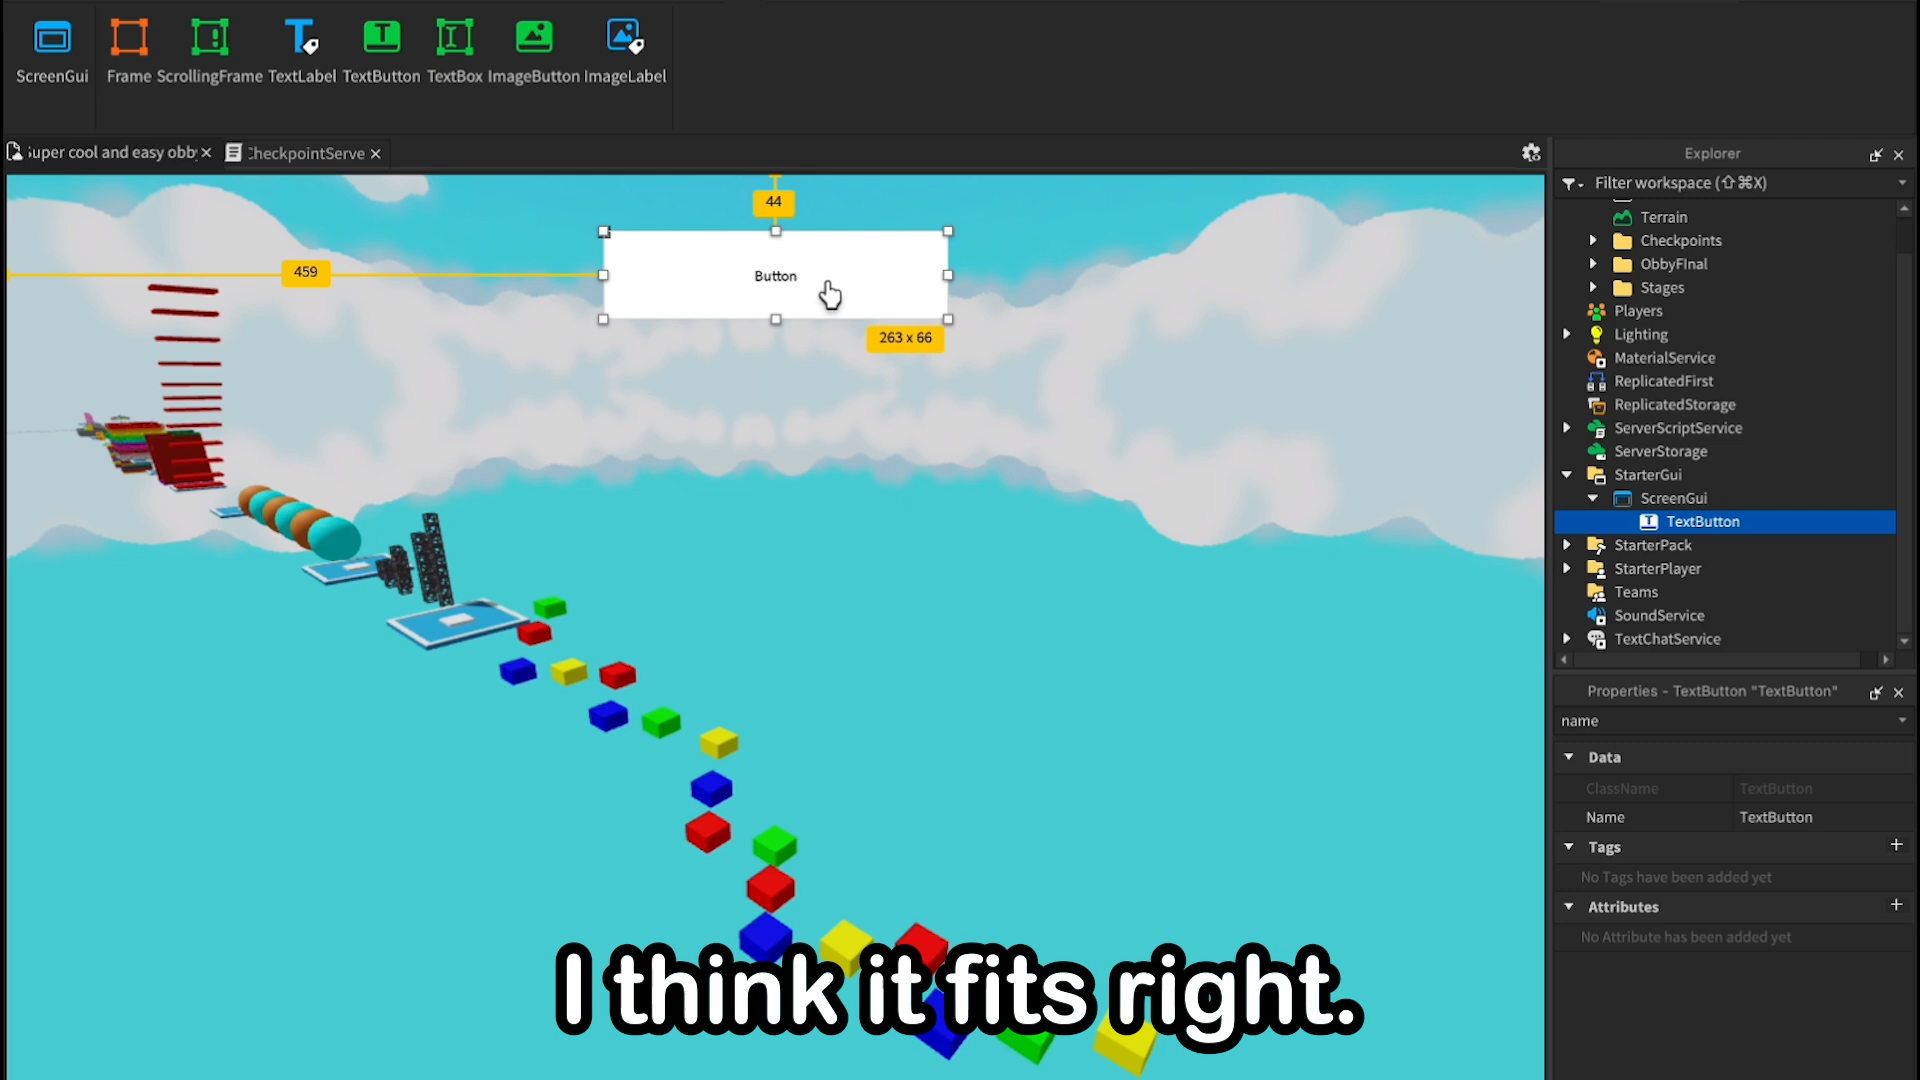 ScreenGui
Frame
ScrollingFrame
TextLabel
TextButton
TextBox
ImageButton
ImageLabel
Super cool and easy obb
CheckpointServe
Explorer
Filter workspace (⇧⌘X)
Terrain
Checkpoints
ObbyFInal
Stages
Players
Lighting
MaterialService
ReplicatedFirst
ReplicatedStorage
ServerScriptService
ServerStorage
StarterGui
ScreenGui
TextButton
StarterPack
StarterPlayer
Teams
SoundService
TextChatService
44
459
Button
263 x 66
Properties - TextButton "TextButton"
name
Data
ClassName TextButton
Name TextButton
Tags
No Tags have been added yet
Attributes
No Attribute has been added yet
I think it fits right.